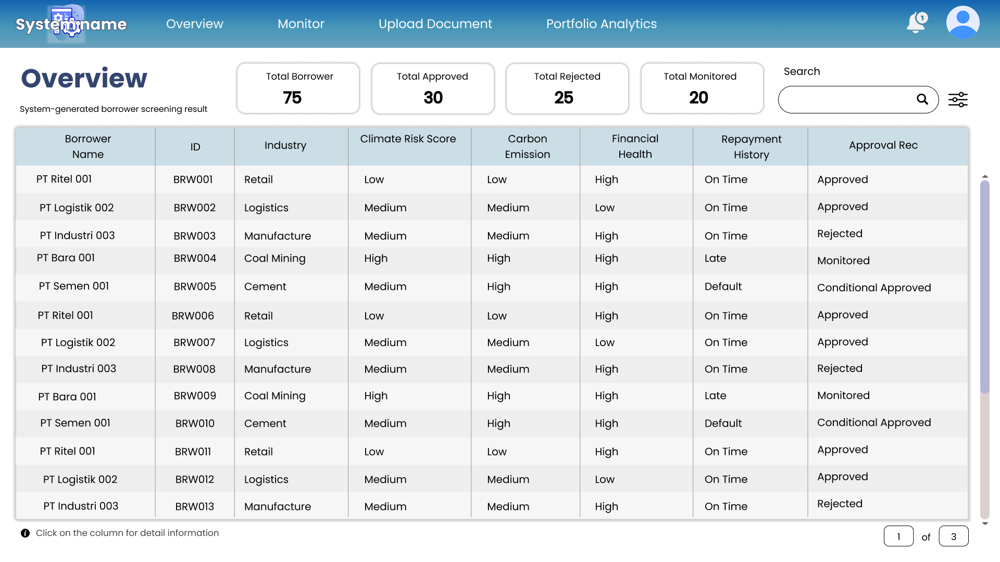 System name
Overview
Monitor
Upload Document
Portfolio Analytics
1
Overview
System-generated borrower screening result
Total Borrower
75
Total Approved
30
Total Rejected
25
Total Monitored
20
Search
Borrower
Name
ID
Industry
Climate Risk Score
Carbon
Emission
Financial
Health
Repayment
History
Approval Rec
PT Ritel 001 BRW001 Retail Low Low High On Time Approved
PT Logistik 002 BRW002 Logistics Medium Medium Low On Time Approved
PT Industri 003 BRW003 Manufacture Medium Medium High On Time Rejected
PT Bara 001 BRW004 Coal Mining High High High Late Monitored
PT Semen 001 BRW005 Cement Medium High High Default Conditional Approved
PT Ritel 001 BRW006 Retail Low Low High On Time Approved
PT Logistik 002 BRW007 Logistics Medium Medium Low On Time Approved
PT Industri 003 BRW008 Manufacture Medium Medium High On Time Rejected
PT Bara 001 BRW009 Coal Mining High High High Late Monitored
PT Semen 001 BRW010 Cement Medium High High Default Conditional Approved
PT Ritel 001 BRW011 Retail Low Low High On Time Approved
PT Logistik 002 BRW012 Logistics Medium Medium Low On Time Approved
PT Industri 003 BRW013 Manufacture Medium Medium High On Time Rejected
Click on the column for detail information
1 of 3